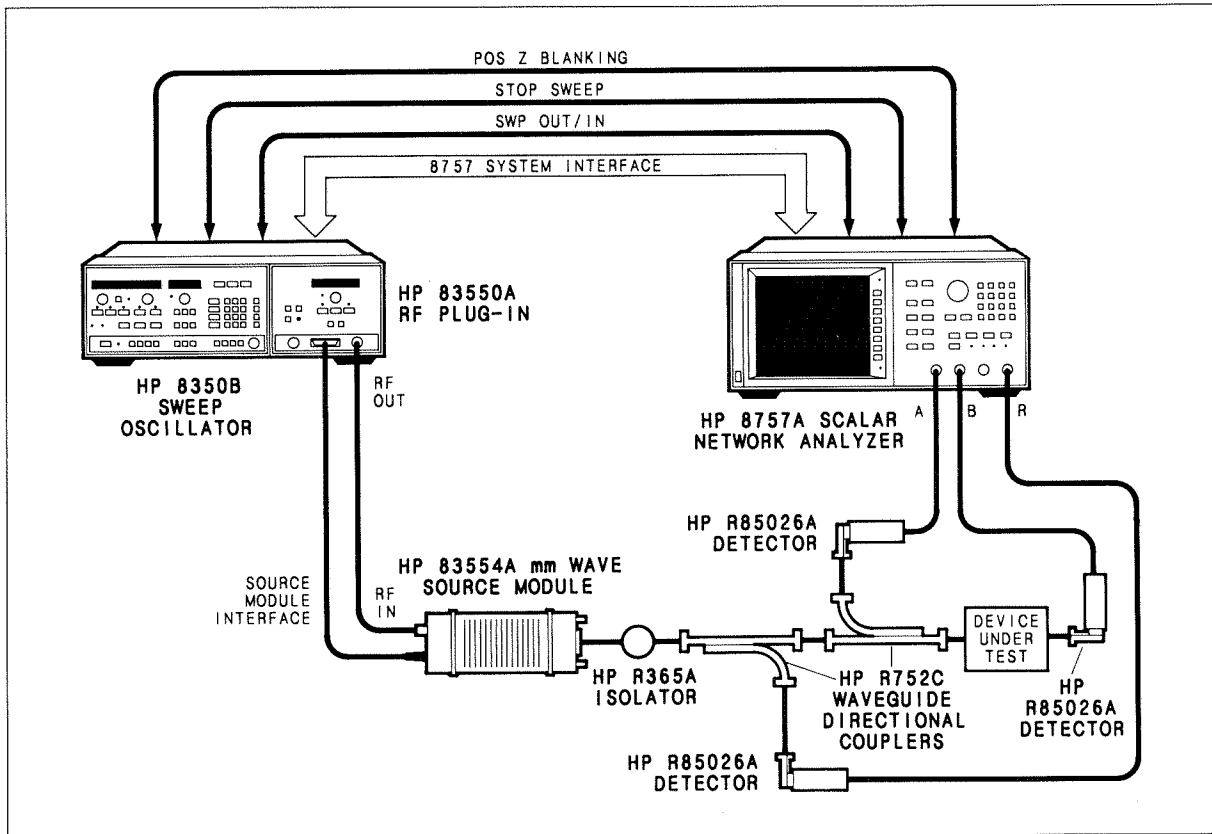 POS Z BLANKING
STOP SWEEP
SWP OUT/IN
8757 SYSTEM INTERFACE
HP 83550A
RF PLUG-IN
HP 8350B
SWEEP
OSCILLATOR
RF
OUT
A
B
R
HP 8757A SCALAR
NETWORK ANALYZER
HP R85026A
DETECTOR
HP 83554A mm WAVE
SOURCE MODULE
SOURCE
MODULE
INTERFACE
RF
IN
DEVICE
UNDER
TEST
HP R365A
ISOLATOR
HP R752C
WAVEGUIDE
DIRECTIONAL
COUPLERS
HP
R85026A
DETECTOR
HP R85026A
DETECTOR